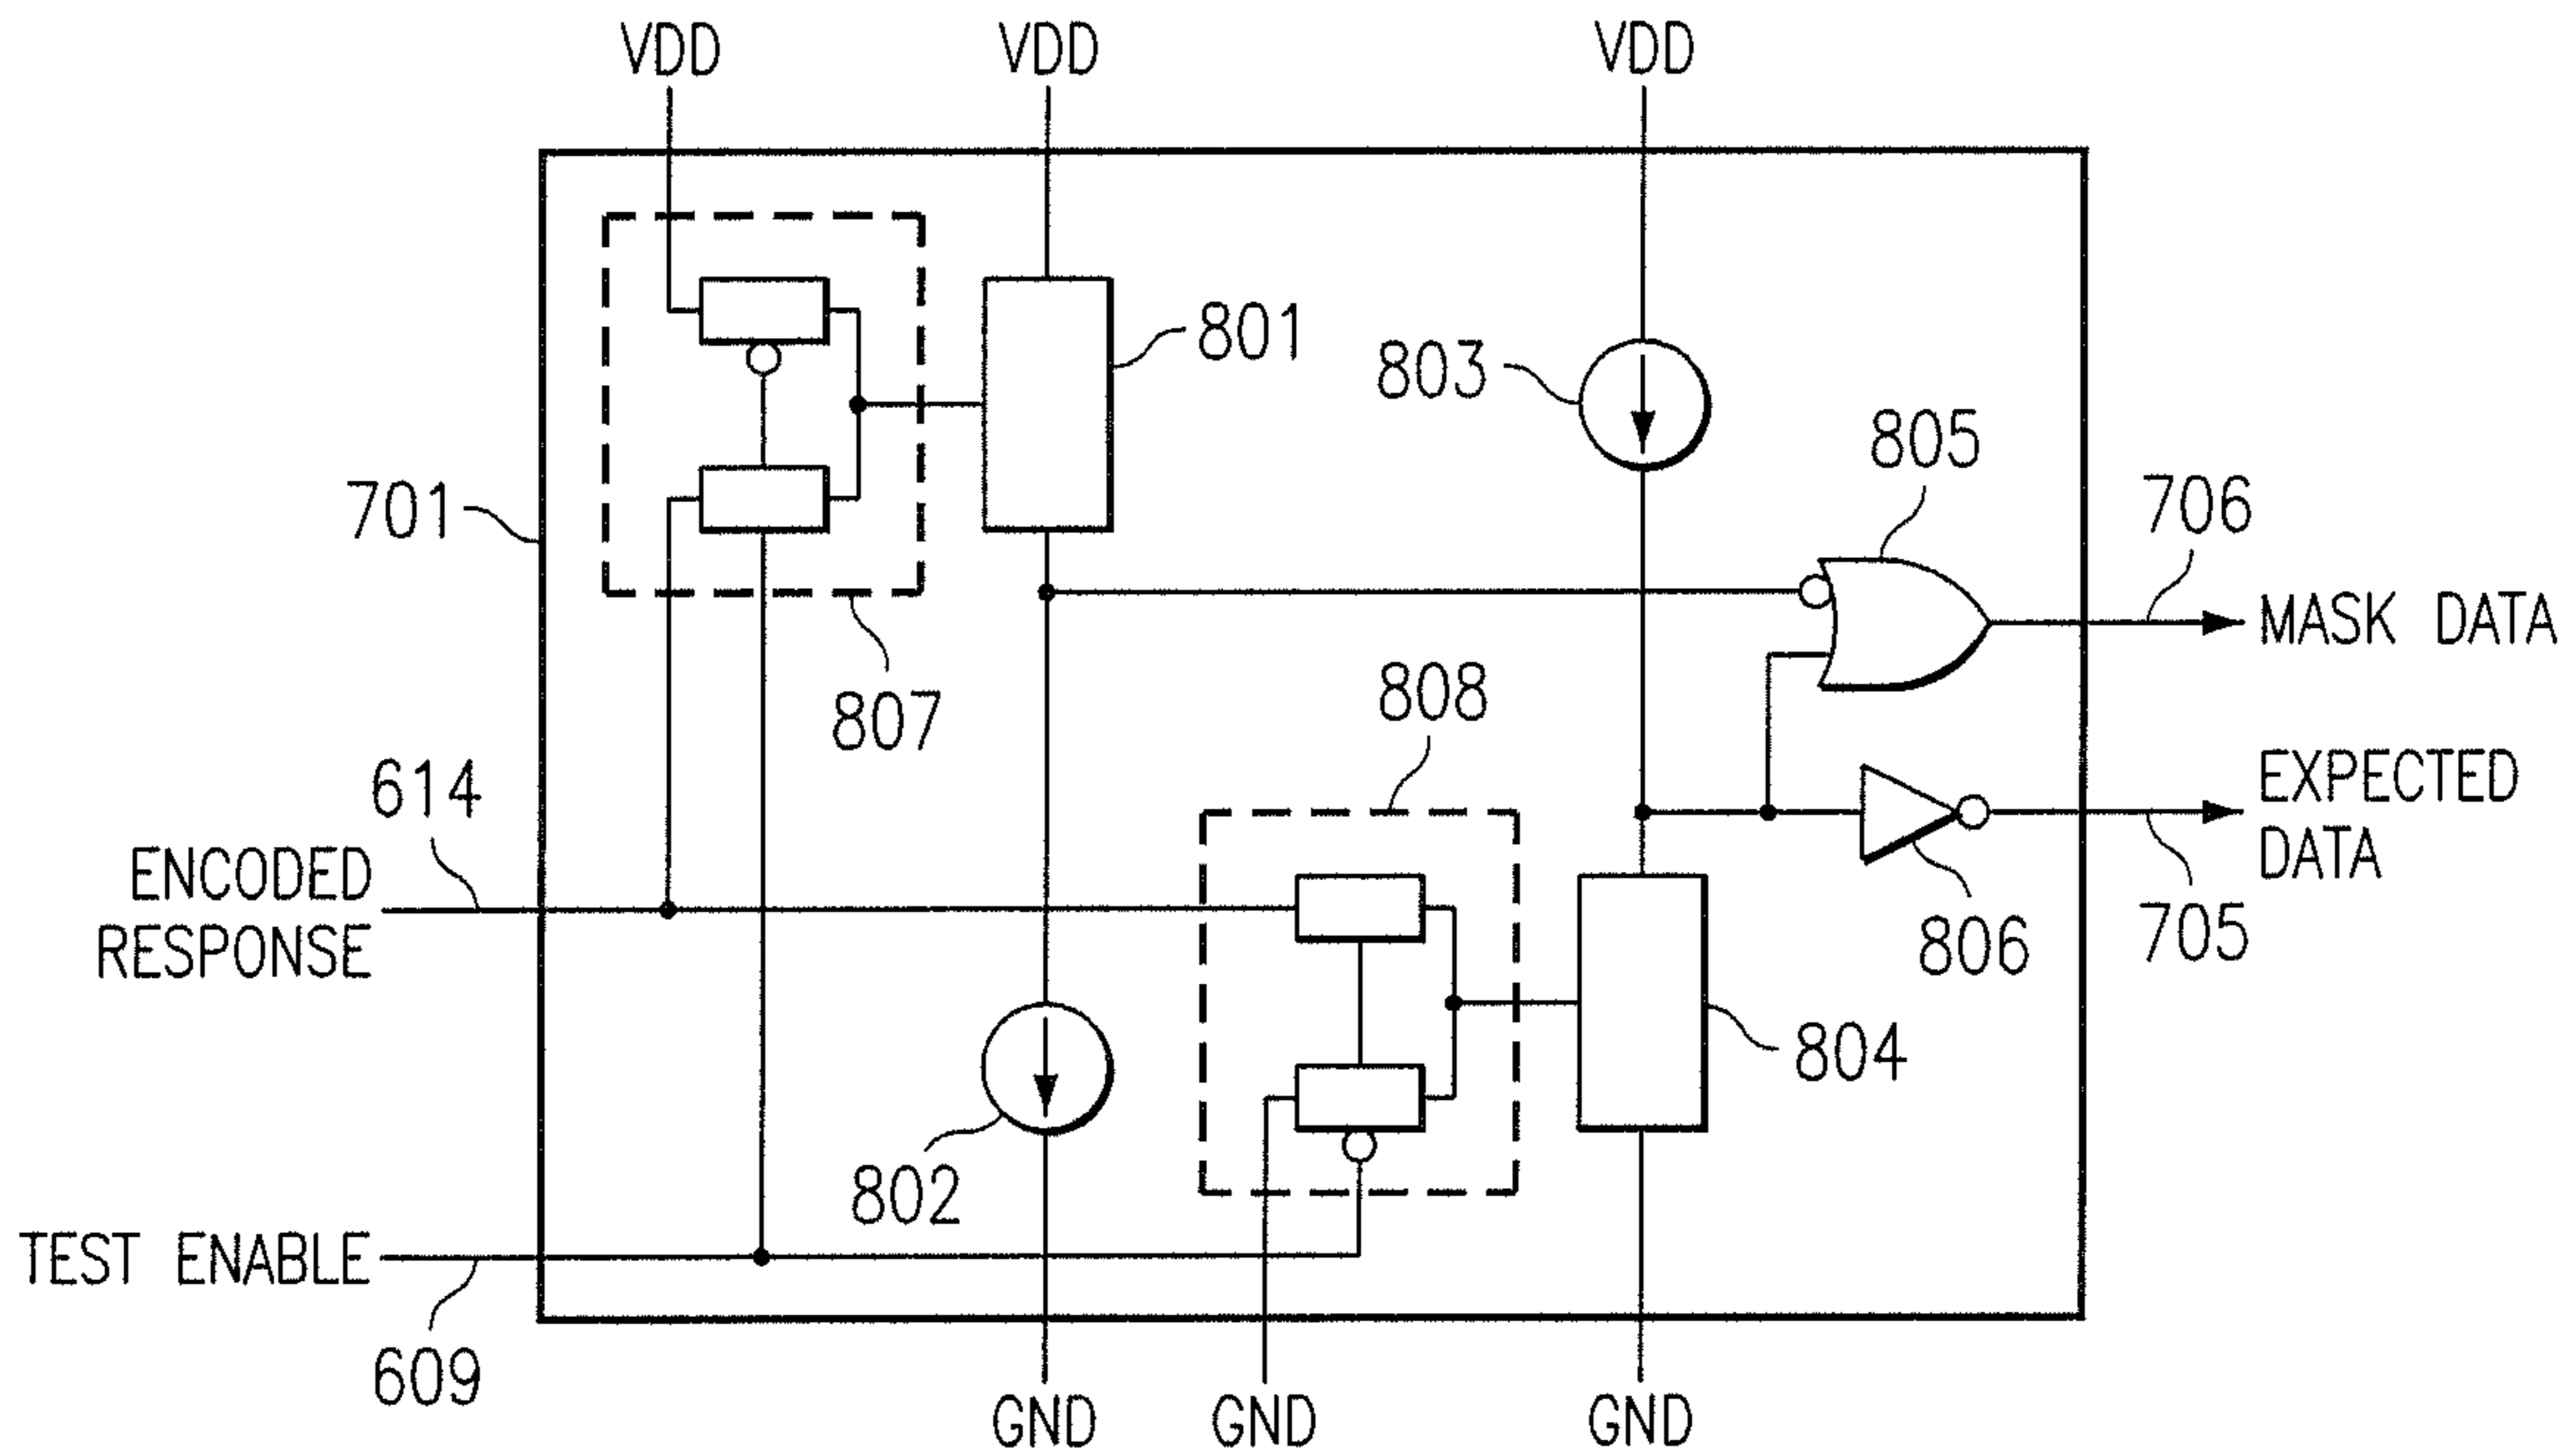 VDD VDD VDD
801
803
805
701
706
MASK DATA
807
808
614
ENCODED
RESPONSE
EXPECTED
DATA
806
705
804
802
TEST ENABLE
609
GND GND GND